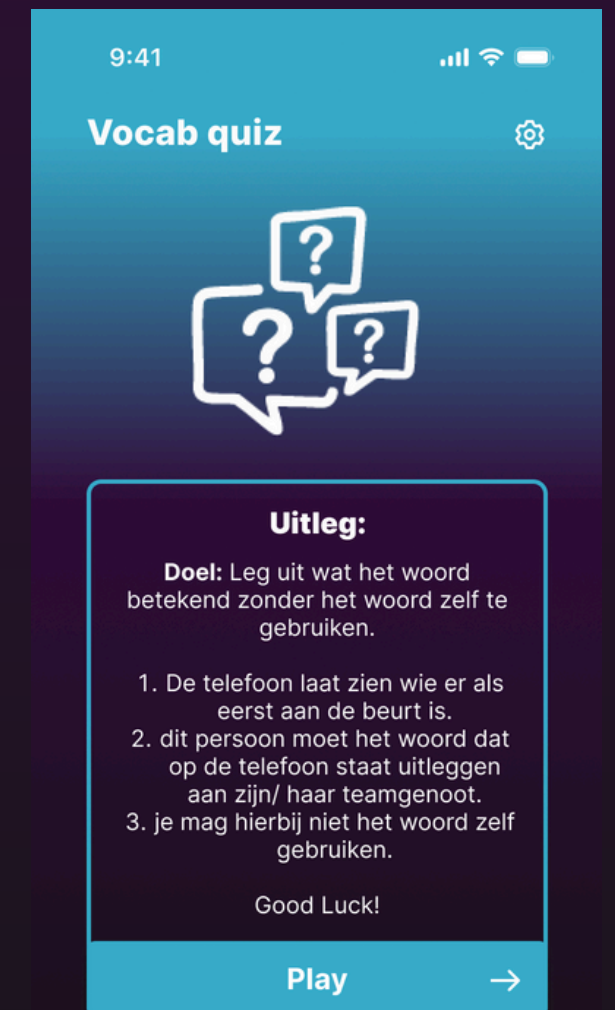 9:41
Vocab quiz
?
?
?
Uitleg:
Doel: Leg uit wat het woord
betekend zonder het woord zelf te
gebruiken.
1. De telefoon laat zien wie er als
eerst aan de beurt is.
2. dit persoon moet het woord dat
op de telefoon staat uitleggen
aan zijn/ haar teamgenoot.
3. je mag hierbij niet het woord zelf
gebruiken.
Good Luck!
Play